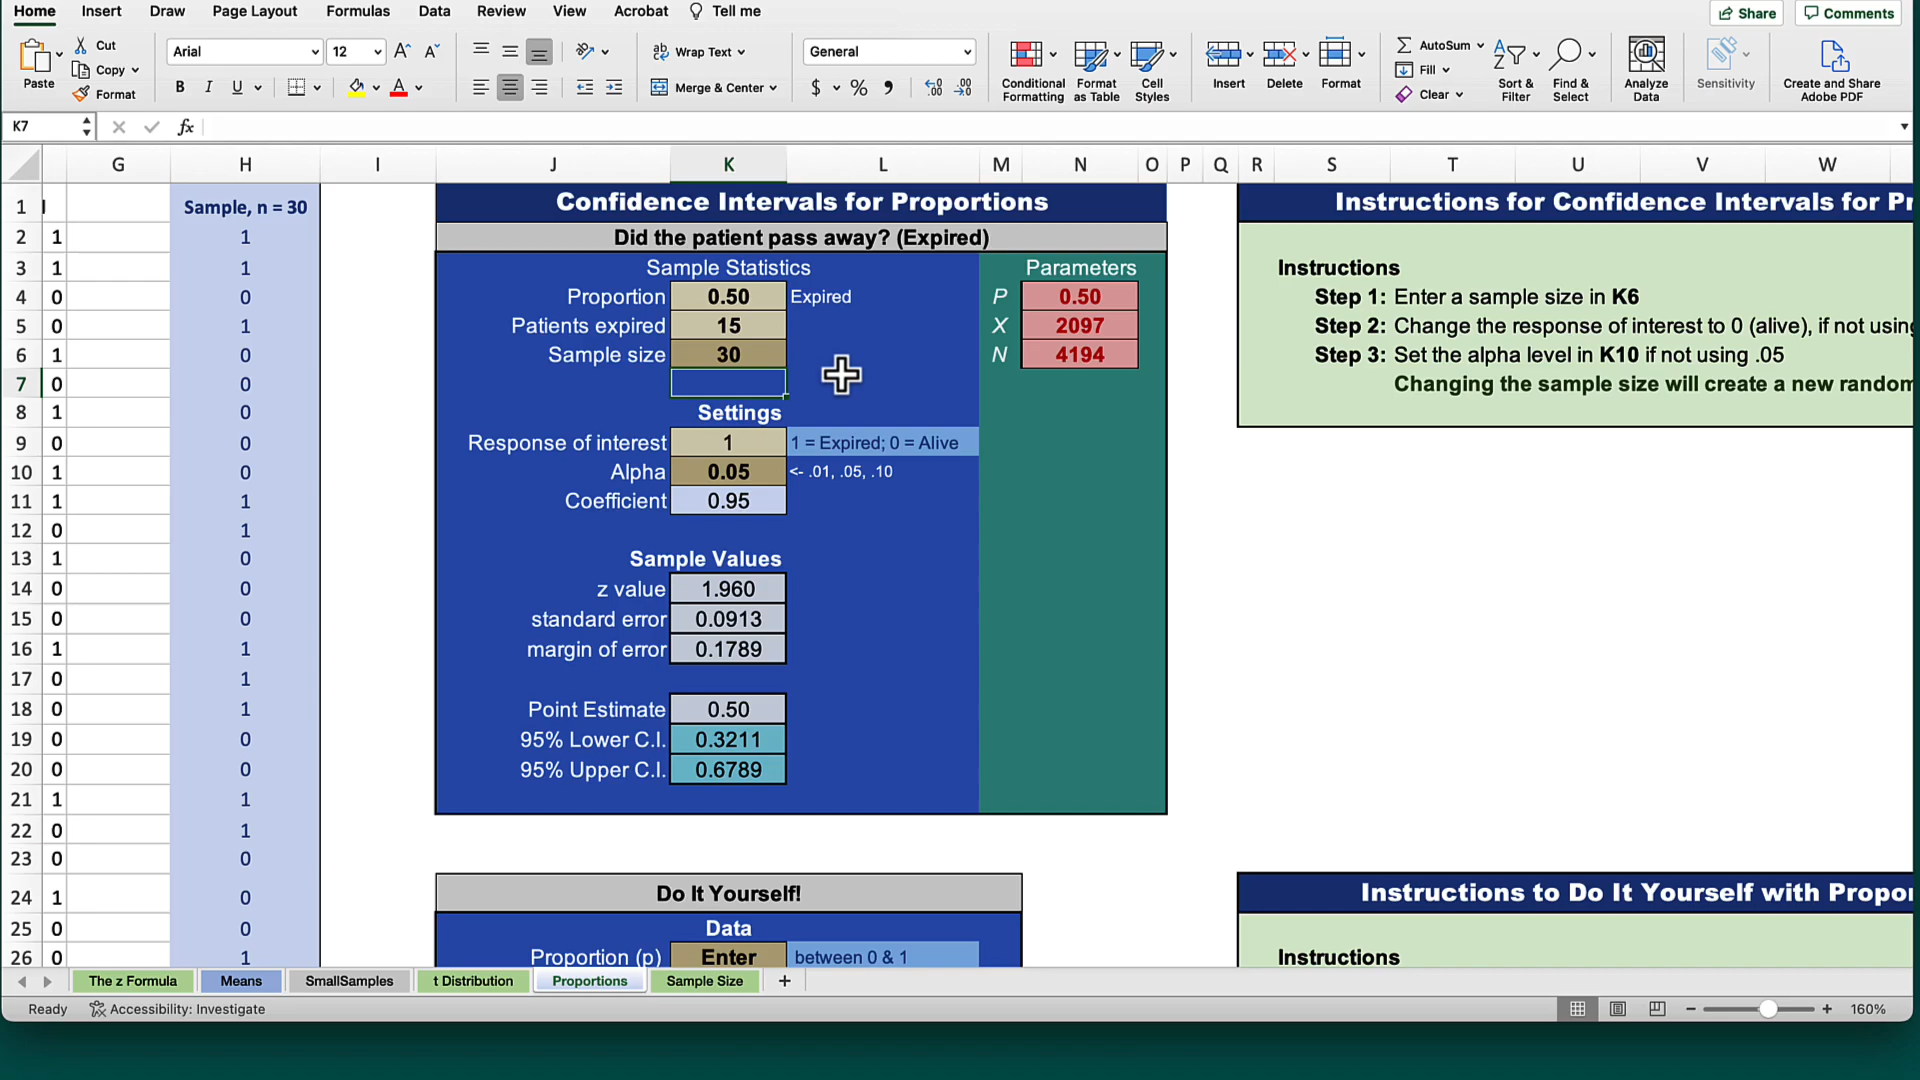 Home Insert Draw Page Layout Formulas Data Review View Acrobat Tell me Share Comments
Paste Cut Copy Format
Arial 12 A^ A˅ ab Wrap Text General
B I U A Merge & Center $ % 9
Conditional Formatting Format as Table Cell Styles Insert Delete Format
AutoSum Fill Clear Sort & Filter Find & Select Analyze Data Sensitivity Create and Share Adobe PDF
K7 fx
G H I J K L M N O P Q R S T U V W
1 Sample, n = 30 Confidence Intervals for Proportions Instructions for Confidence Intervals for Pr
2 1 1 Did the patient pass away? (Expired)
3 1 1 Sample Statistics Parameters Instructions
4 0 0 Proportion 0.50 Expired P 0.50 Step 1: Enter a sample size in K6
5 0 1 Patients expired 15 X 2097 Step 2: Change the response of interest to 0 (alive), if not using
6 1 0 Sample size 30 N 4194 Step 3: Set the alpha level in K10 if not using .05
7 0 0 Changing the sample size will create a new random
8 1 0 Settings
9 0 0 Response of interest 1 1 = Expired; 0 = Alive
10 1 0 Alpha 0.05 <- .01, .05, .10
11 1 1 Coefficient 0.95
12 0 1
13 1 0 Sample Values
14 0 0 z value 1.960
15 0 0 standard error 0.0913
16 1 1 margin of error 0.1789
17 0 1
18 0 1 Point Estimate 0.50
19 0 0 95% Lower C.I. 0.3211
20 0 0 95% Upper C.I. 0.6789
21 1 1
22 0 1
23 0 0
24 1 0 Do It Yourself! Instructions to Do It Yourself with Propor
25 0 0 Data
26 0 1 Proportion (p) Enter between 0 & 1 Instructions
The z Formula Means SmallSamples t Distribution Proportions Sample Size +
Ready Accessibility: Investigate − + 160%